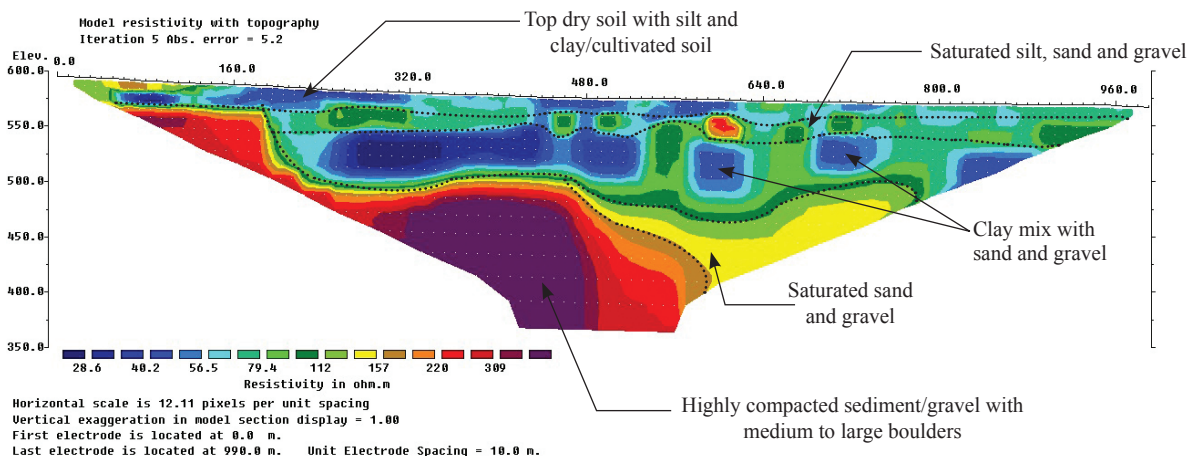 Model resistivity with topography
Iteration 5 Abs. error = 5.2
Top dry soil with silt and
clay/cultivated soil
Saturated silt, sand and gravel
Elev.
0.0
160.0
320.0
480.0
640.0
800.0
960.0
600.0
550.0
500.0
450.0
400.0
350.0
Clay mix with
sand and gravel
Saturated sand
and gravel
28.6 40.2 56.5 79.4 112 157 220 309
Resistivity in ohm.m
Highly compacted sediment/gravel with
medium to large boulders
Horizontal scale is 12.11 pixels per unit spacing
Vertical exaggeration in model section display = 1.00
First electrode is located at 0.0 m.
Last electrode is located at 990.0 m. Unit Electrode Spacing = 10.0 m.